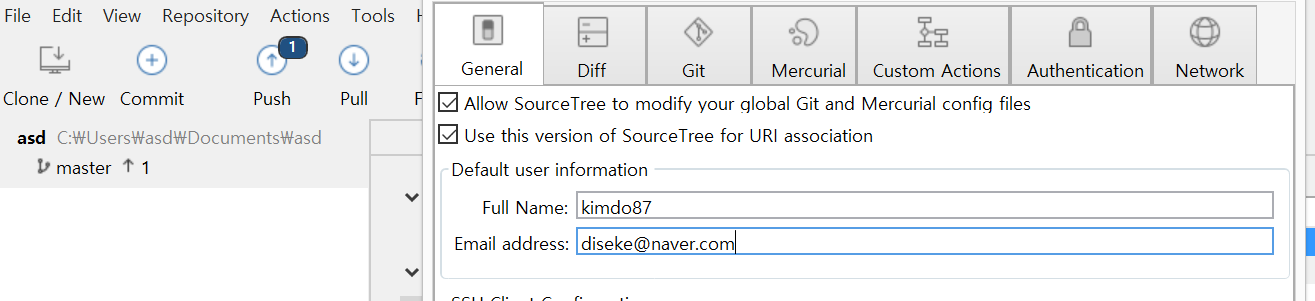 File Edit View Repository Actions Tools
1
Clone / New Commit Push Pull
asd C:₩Users₩asd₩Documents₩asd
master ↑ 1
General Diff Git Mercurial Custom Actions Authentication Network
Allow SourceTree to modify your global Git and Mercurial config files
Use this version of SourceTree for URI association
Default user information
Full Name: kimdo87
Email address: diseke@naver.com